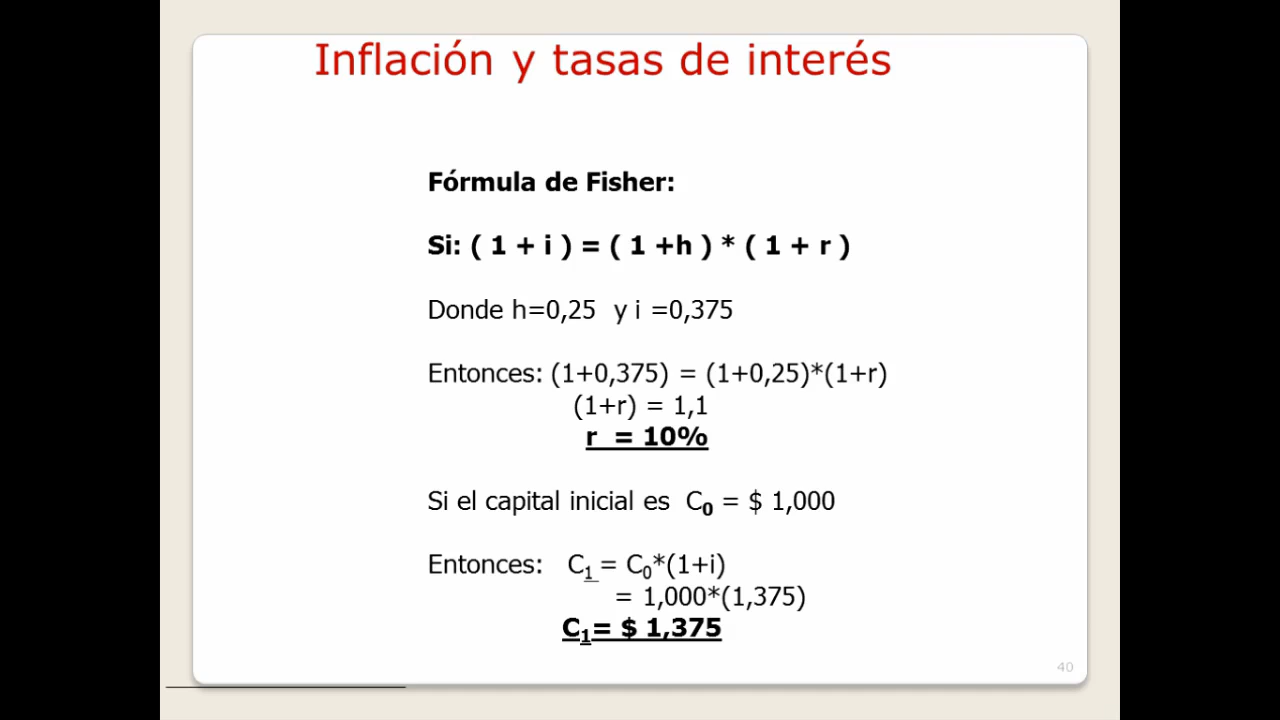 Inflación y tasas de interés
Fórmula de Fisher:
Si: ( 1 + i ) = ( 1 +h ) * ( 1 + r )
Donde h=0,25 y i =0,375
Entonces: (1+0,375) = (1+0,25)*(1+r)
(1+r) = 1,1
r = 10%
Si el capital inicial es C0 = $ 1,000
Entonces: C1 = C0*(1+i)
= 1,000*(1,375)
C1= $ 1,375
40